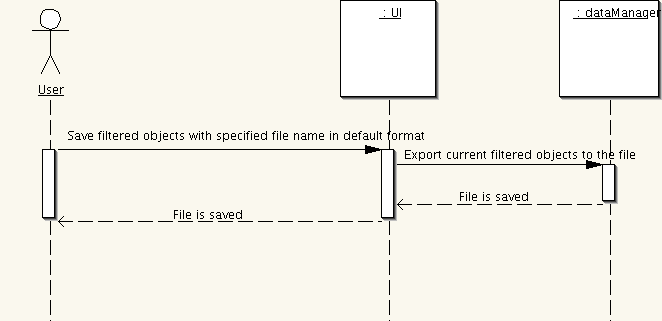 : UI
: dataManager
User
Save filtered objects with specified file name in default format
Export current filtered objects to the file
File is saved
File is saved